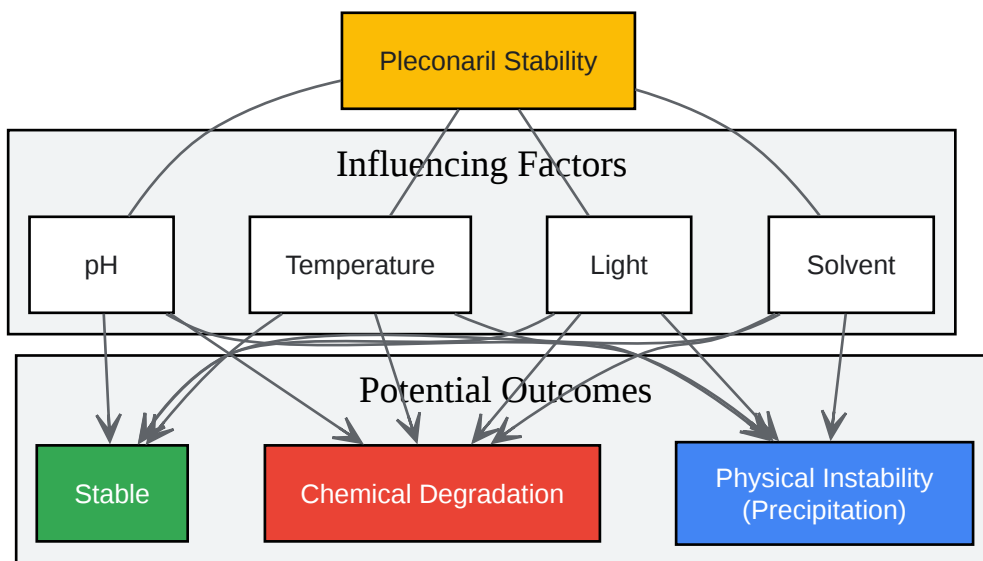 Pleconaril Stability
Influencing Factors
pH
Temperature
Light
Solvent
Potential Outcomes
Stable
Chemical Degradation
Physical Instability
(Precipitation)